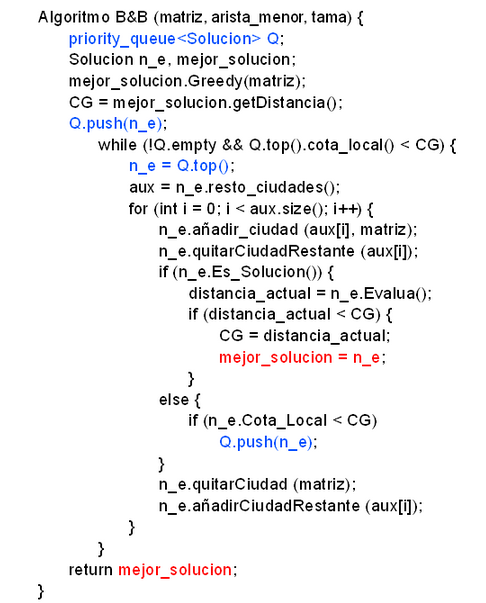 Algoritmo B&B (matriz, arista_menor, tama) {
priority_queue<Solucion> Q;
Solucion n_e, mejor_solucion;
mejor_solucion.Greedy(matriz);
CG = mejor_solucion.getDistancia();
Q.push(n_e);
while (!Q.empty && Q.top().cota_local() < CG) {
n_e = Q.top();
aux = n_e.resto_ciudades();
for (int i = 0; i < aux.size(); i++) {
n_e.añadir_ciudad (aux[i], matriz);
n_e.quitarCiudadRestante (aux[i]);
if (n_e.Es_Solucion()) {
distancia_actual = n_e.Evalua();
if (distancia_actual < CG) {
CG = distancia_actual;
mejor_solucion = n_e;
}
else {
if (n_e.Cota_Local < CG)
Q.push(n_e);
}
n_e.quitarCiudad (matriz);
n_e.añadirCiudadRestante (aux[i]);
}
}
return mejor_solucion;
}